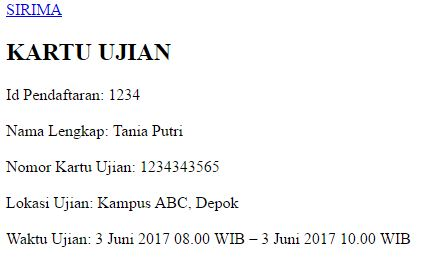 SIRIMA
KARTU UJIAN
Id Pendaftaran: 1234
Nama Lengkap: Tania Putri
Nomor Kartu Ujian: 1234343565
Lokasi Ujian: Kampus ABC, Depok
Waktu Ujian: 3 Juni 2017 08.00 WIB – 3 Juni 2017 10.00 WIB